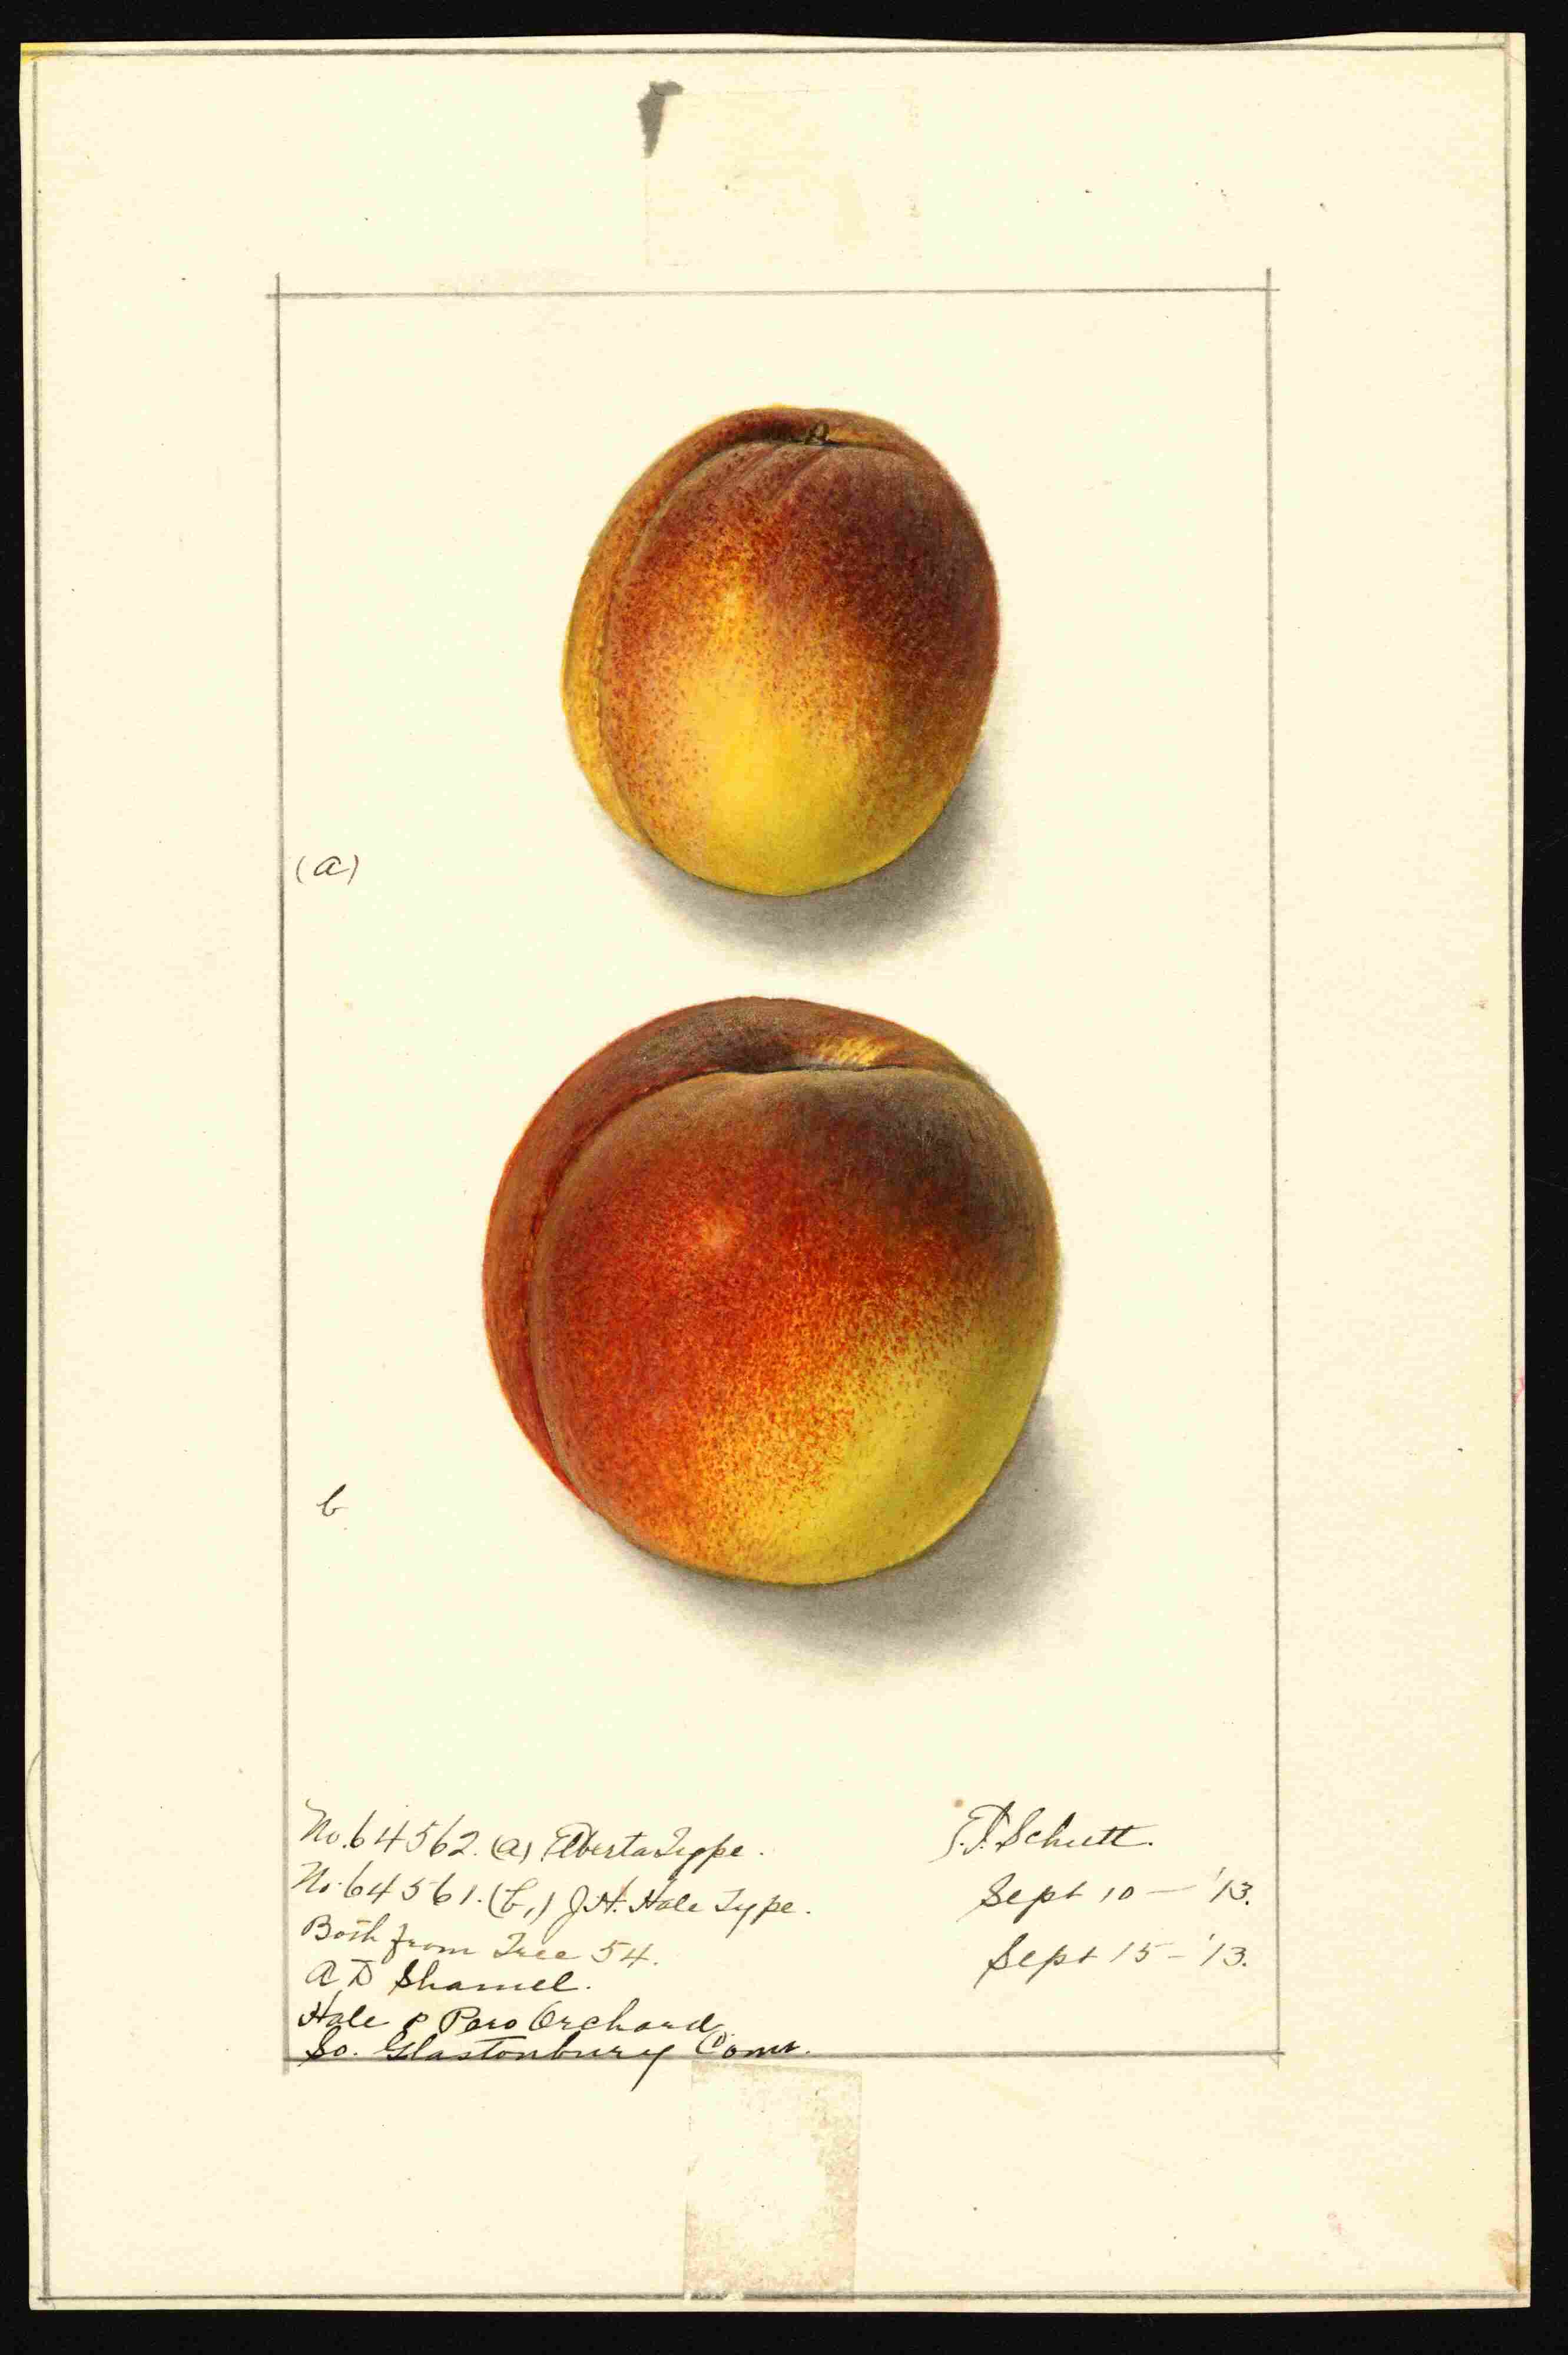 (a)
b
No. 64562. (a) Elberta Type.
No. 64561. (b,) J.H. Hale Type.
Both from Tree 54.
A D Shamel.
Hale & Pero Orchard
So. Glastonbury Conn.
Schutt.
Sept 10 — '13.
Sept 15 - '13.